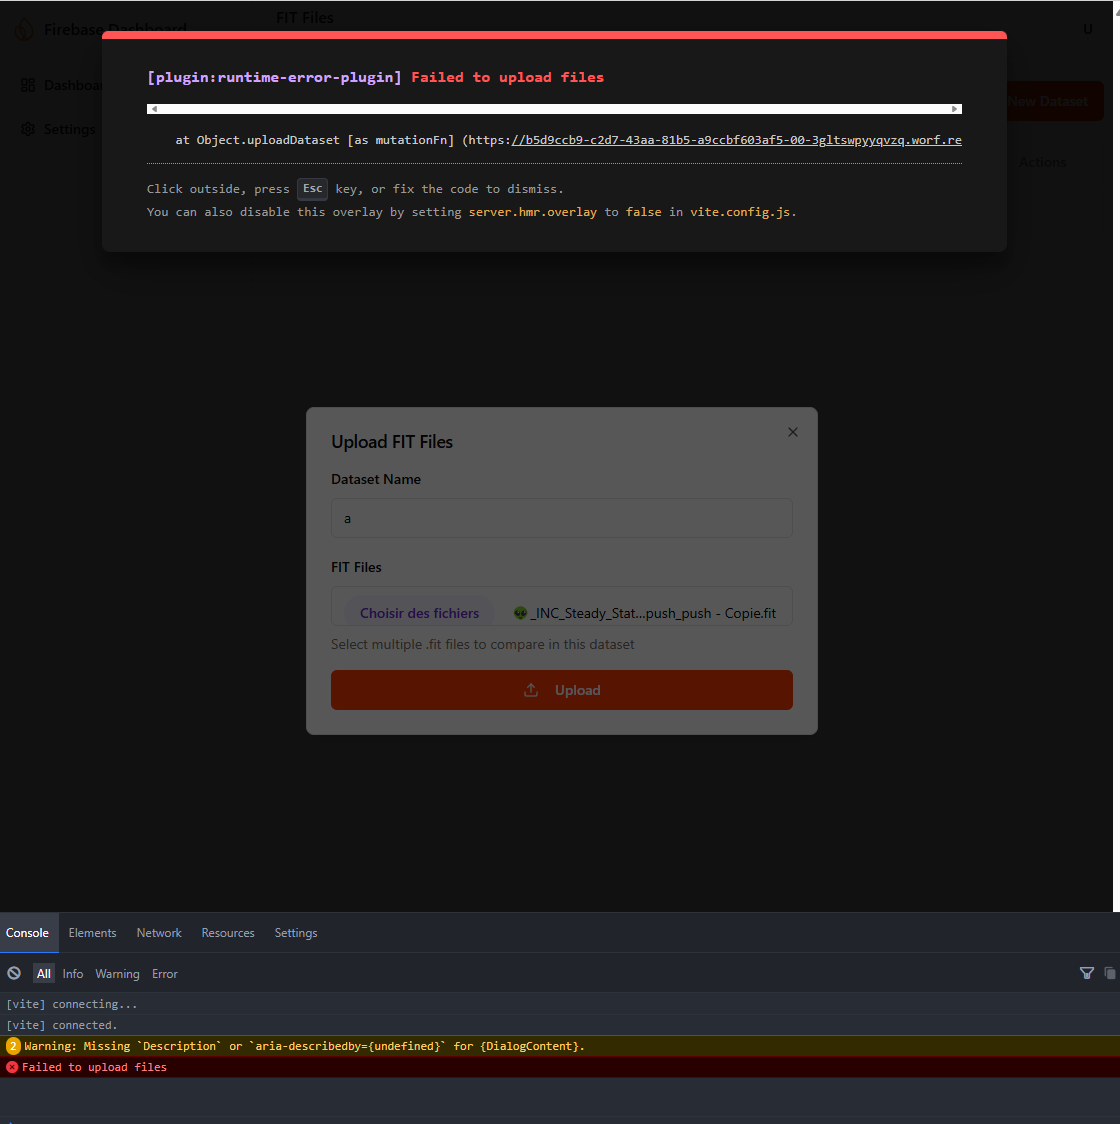 FIT Files
Firebase Dashboard
U
[plugin:runtime-error-plugin] Failed to upload files
Dashboar
New Dataset
Settings
at Object.uploadDataset [as mutationFn] (https://b5d9ccb9-c2d7-43aa-81b5-a9ccbf603af5-00-3gltswpyyqvzq.worf.re
Actions
Click outside, press Esc key, or fix the code to dismiss.
You can also disable this overlay by setting server.hmr.overlay to false in vite.config.js.
Upload FIT Files
Dataset Name
a
FIT Files
Choisir des fichiers 👽_INC_Steady_Stat...push_push - Copie.fit
Select multiple .fit files to compare in this dataset
Upload
Console Elements Network Resources Settings
All Info Warning Error
[vite] connecting...
[vite] connected.
2 Warning: Missing `Description` or `aria-describedby={undefined}` for {DialogContent}.
Failed to upload files